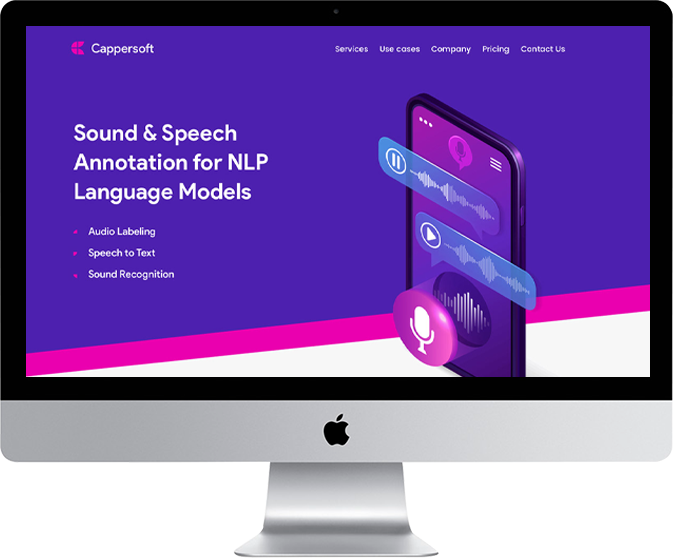 Cappersoft
Services Use cases Company Pricing Contact Us
Sound & Speech
Annotation for NLP
Language Models
Audio Labeling
Speech to Text
Sound Recognition